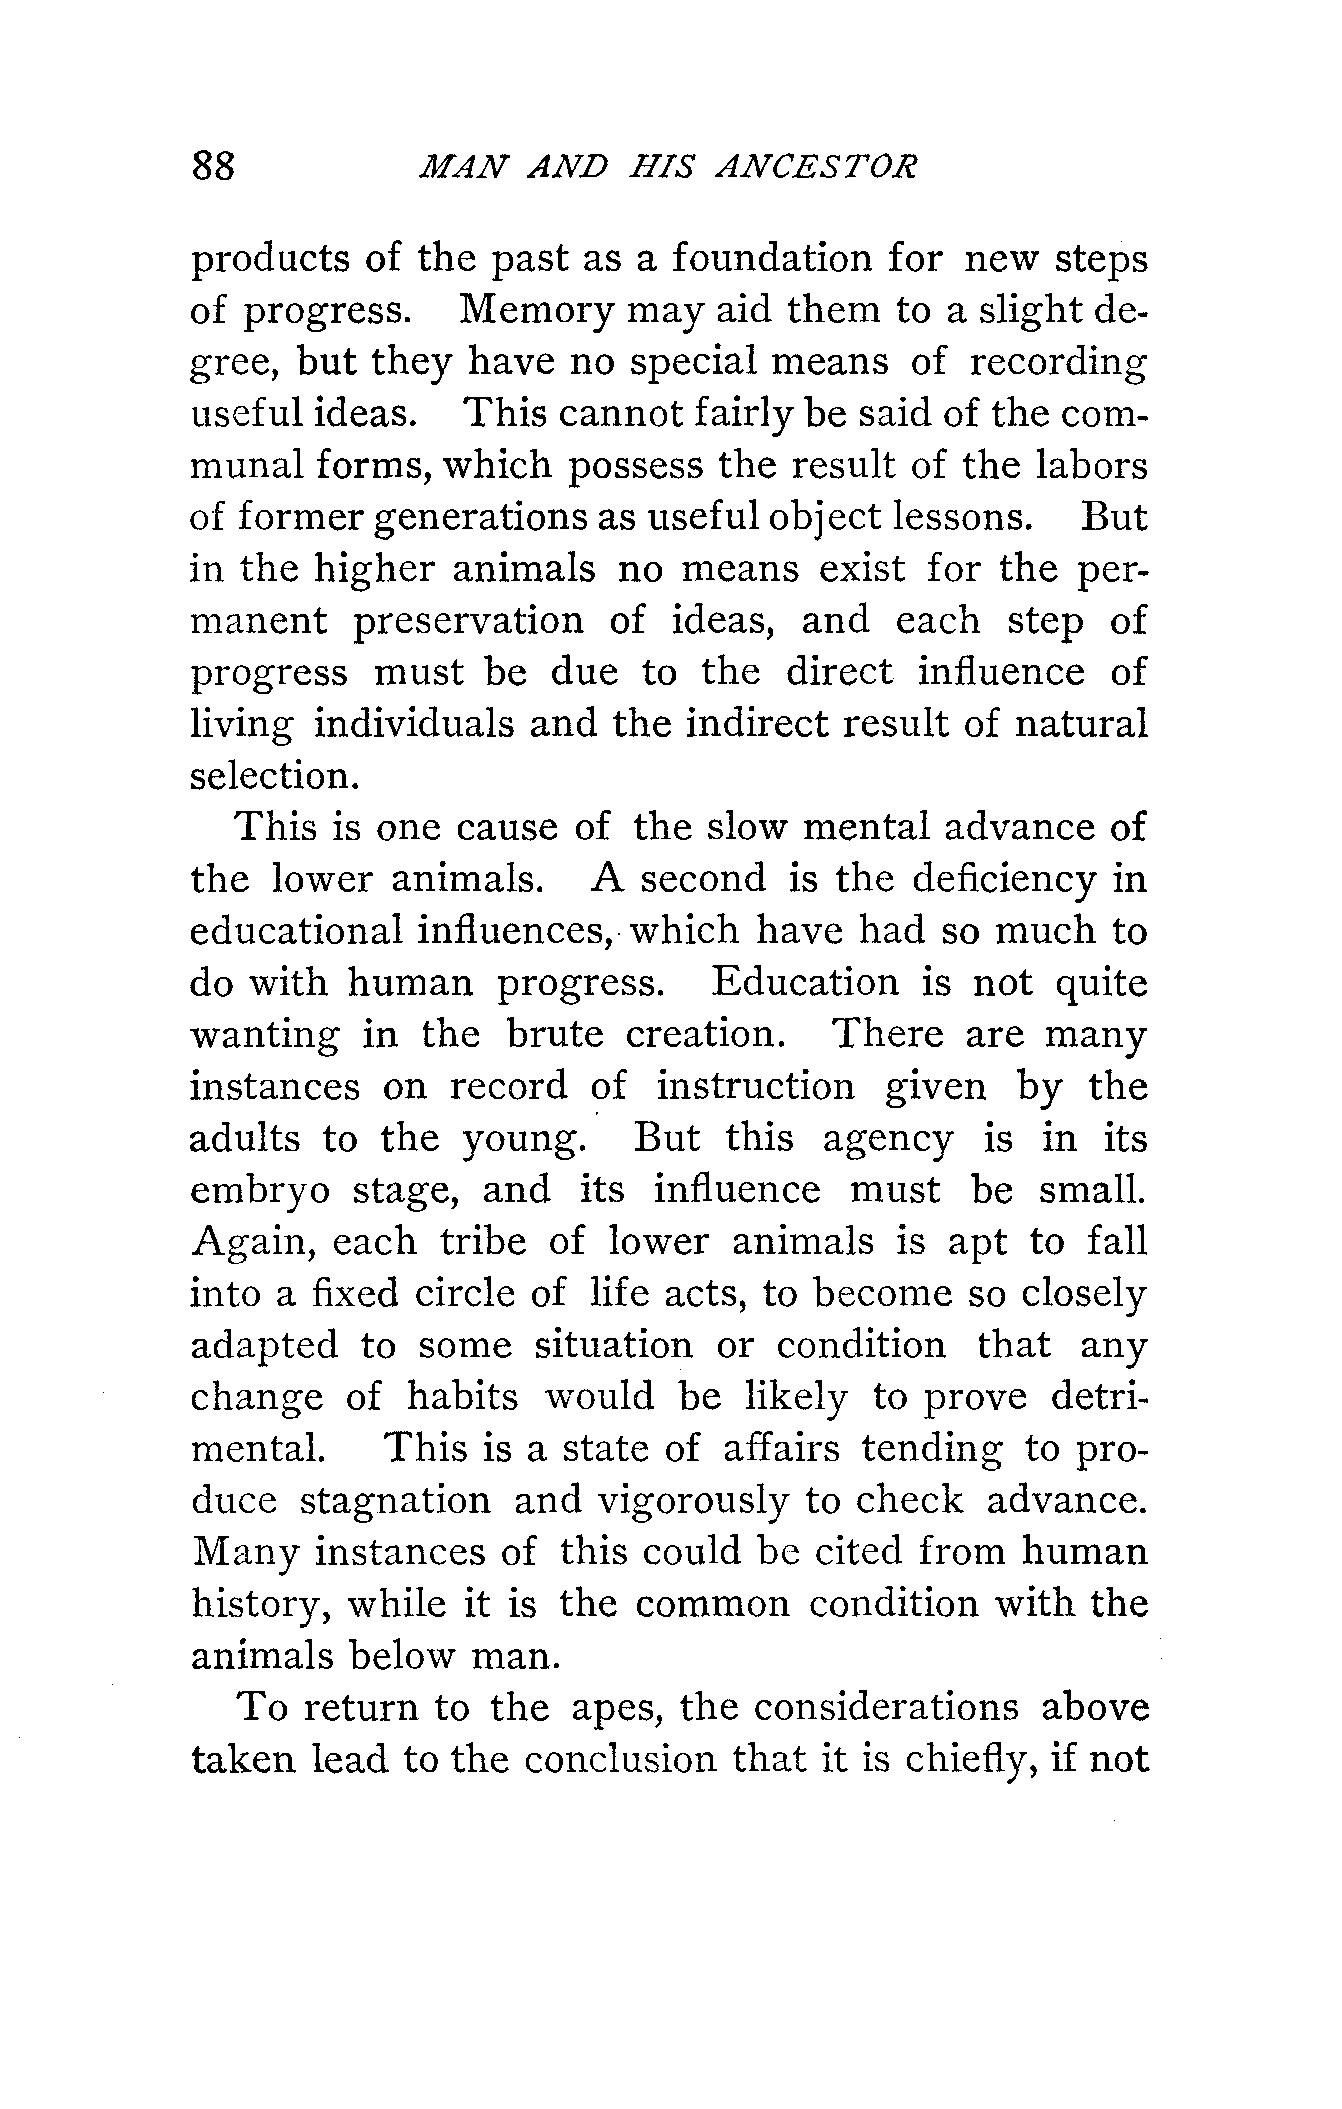 88 MAN AND HIS ANCESTOR
products of the past as a foundation for new steps
of progress. Memory may aid them to a slight de-
gree, but they have no special means of recording
useful ideas. This cannot fairly be said of the com-
munal forms, which possess the result of the labors
of former generations as useful object lessons. But
in the higher animals no means exist for the per-
manent preservation of ideas, and each step of
progress must be due to the direct influence of
living individuals and the indirect result of natural
selection.
This is one cause of the slow mental advance of
the lower animals. A second is the deficiency in
educational influences, which have had so much to
do with human progress. Education is not quite
wanting in the brute creation. There are many
instances on record of instruction given by the
adults to the young. But this agency is in its
embryo stage, and its influence must be small.
Again, each tribe of lower animals is apt to fall
into a fixed circle of life acts, to become so closely
adapted to some situation or condition that any
change of habits would be likely to prove detri-
mental. This is a state of affairs tending to pro-
duce stagnation and vigorously to check advance.
Many instances of this could be cited from human
history, while it is the common condition with the
animals below man.
To return to the apes, the considerations above
taken lead to the conclusion that it is chiefly, if not